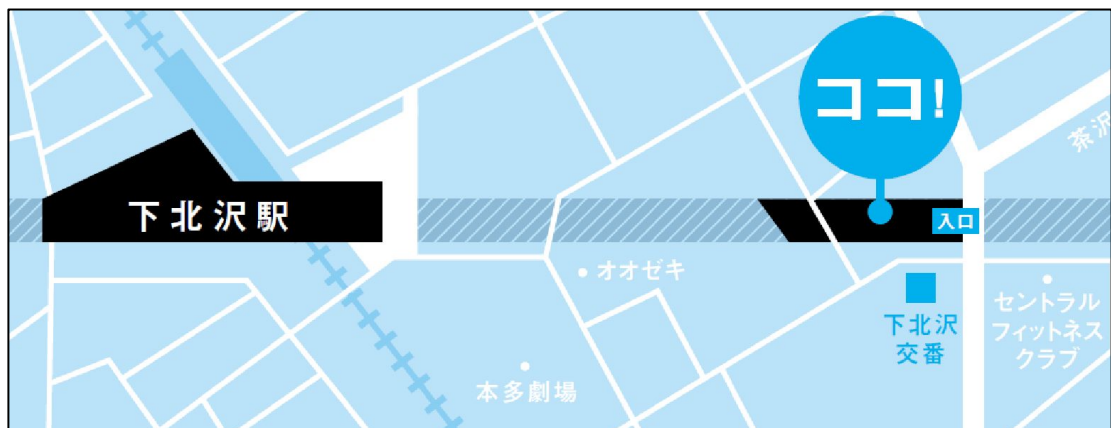 ココ!
茶沢
下北沢駅
入口
オオゼキ
下北沢
交番
セントラル
フィットネス
クラブ
本多劇場